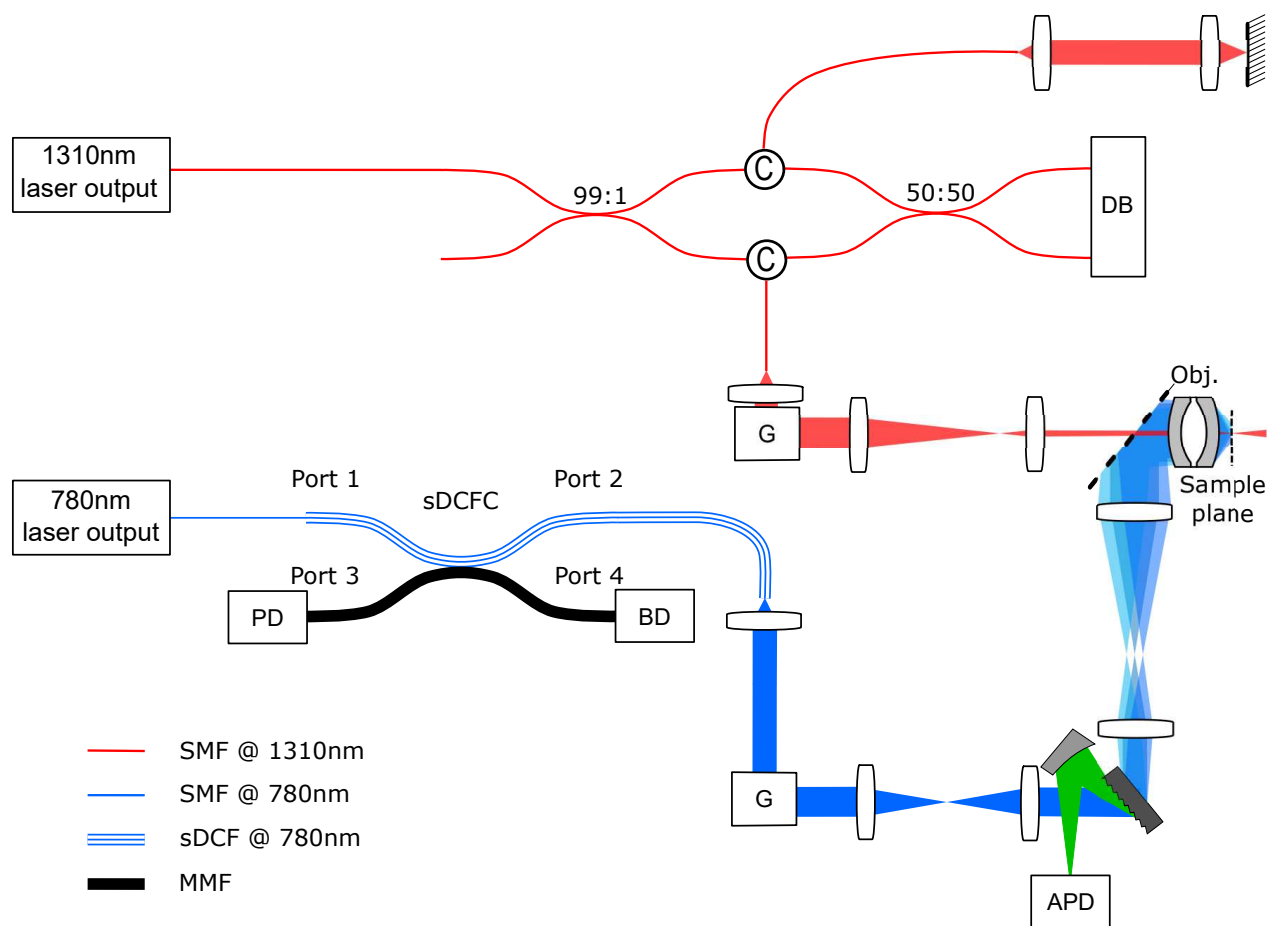 1310nm
laser output
99:1
C
50:50
DB
C
G
Obj.
Sample
plane
780nm
laser output
Port 1
sDCFC
Port 2
Port 3
Port 4
PD
BD
G
APD
SMF @ 1310nm
SMF @ 780nm
sDCF @ 780nm
MMF